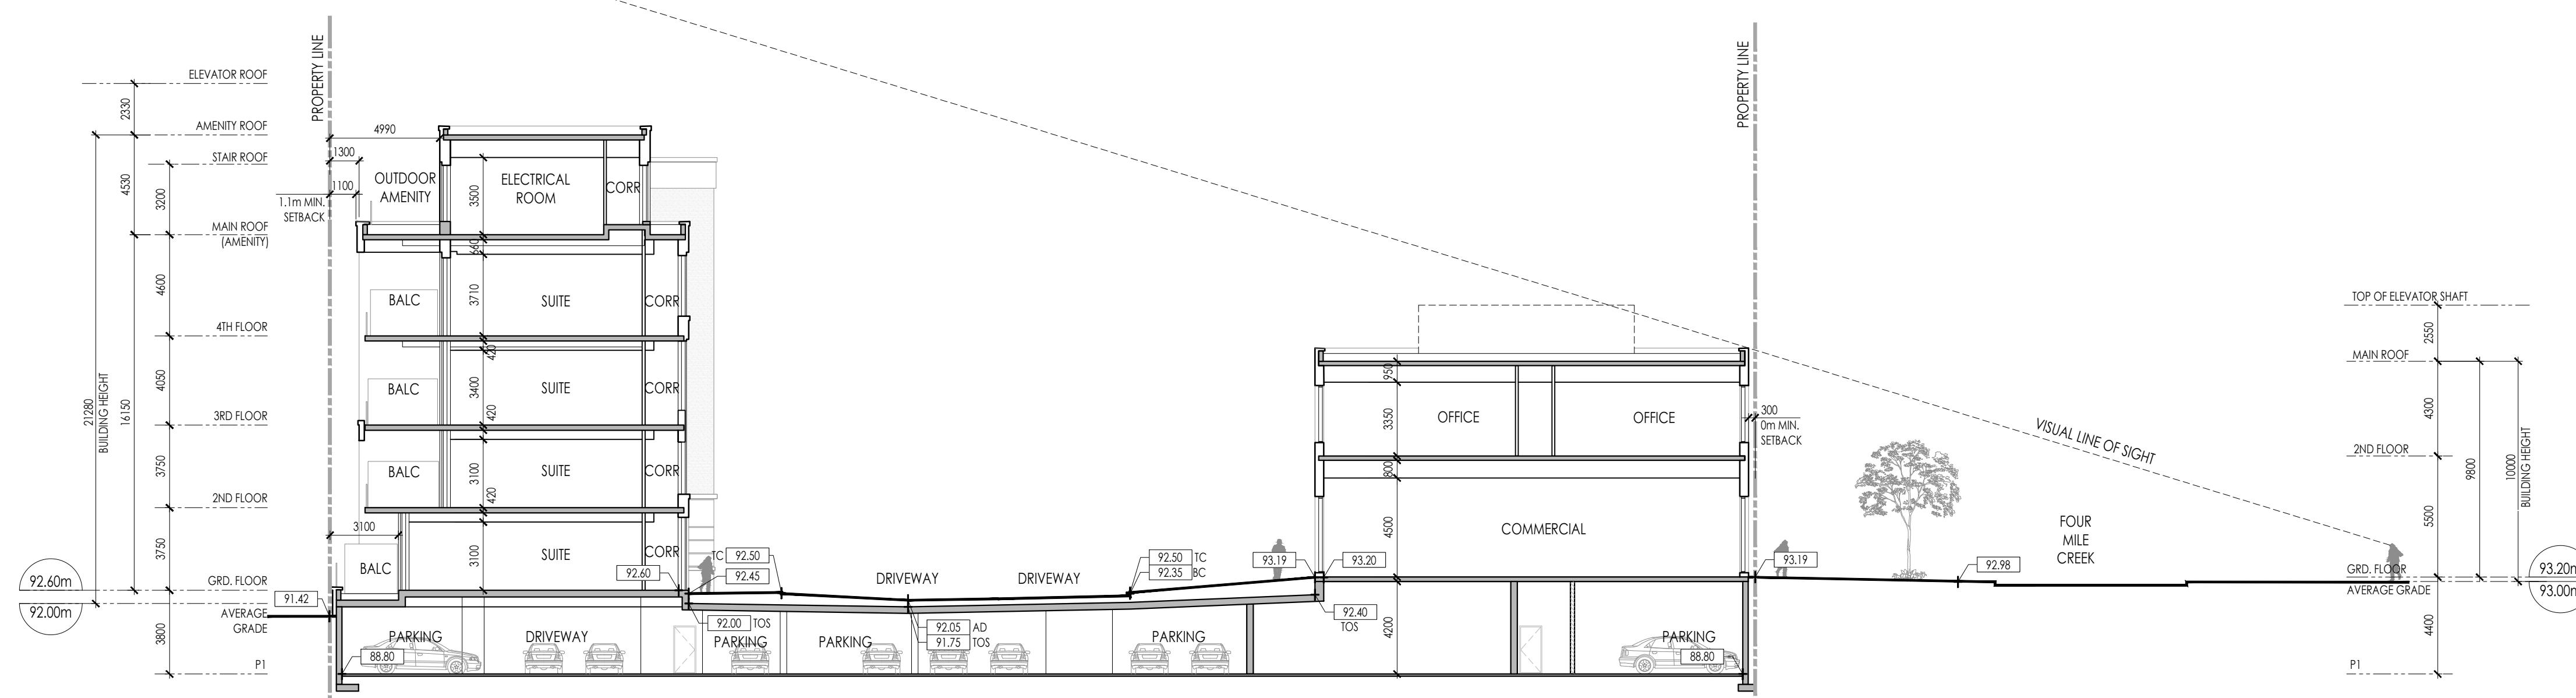 ELEVATOR ROOF
AMENITY ROOF
STAIR ROOF
MAIN ROOF
(AMENITY)
4TH FLOOR
3RD FLOOR
2ND FLOOR
GRD. FLOOR
AVERAGE
GRADE
P1
2330
4530
3200
4600
4050
3750
3750
3800
16150
21280
BUILDING HEIGHT
92.60m
92.00m
91.42
PROPERTY LINE
4990
1300
1100
1.1m MIN.
SETBACK
3100
OUTDOOR
AMENITY
ELECTRICAL
ROOM
CORR
3500
660
BALC
3710
SUITE
CORR
420
BALC
3400
SUITE
CORR
420
BALC
3100
SUITE
CORR
420
BALC
3100
SUITE
CORR
92.60
TC 92.50
92.45
92.00 TOS
DRIVEWAY
DRIVEWAY
92.50 TC
92.35 BC
92.05 AD
91.75 TOS
93.19
93.20
92.40
TOS
PARKING
DRIVEWAY
PARKING
PARKING
PARKING
PARKING
88.80
88.80
950
3350
OFFICE
OFFICE
800
4500
COMMERCIAL
4200
PROPERTY LINE
300
0m MIN.
SETBACK
93.19
92.98
VISUAL LINE OF SIGHT
FOUR
MILE
CREEK
TOP OF ELEVATOR SHAFT
MAIN ROOF
2ND FLOOR
GRD. FLOOR
AVERAGE GRADE
P1
2550
4300
5500
4400
9800
10000
BUILDING HEIGHT
93.20m
93.00m